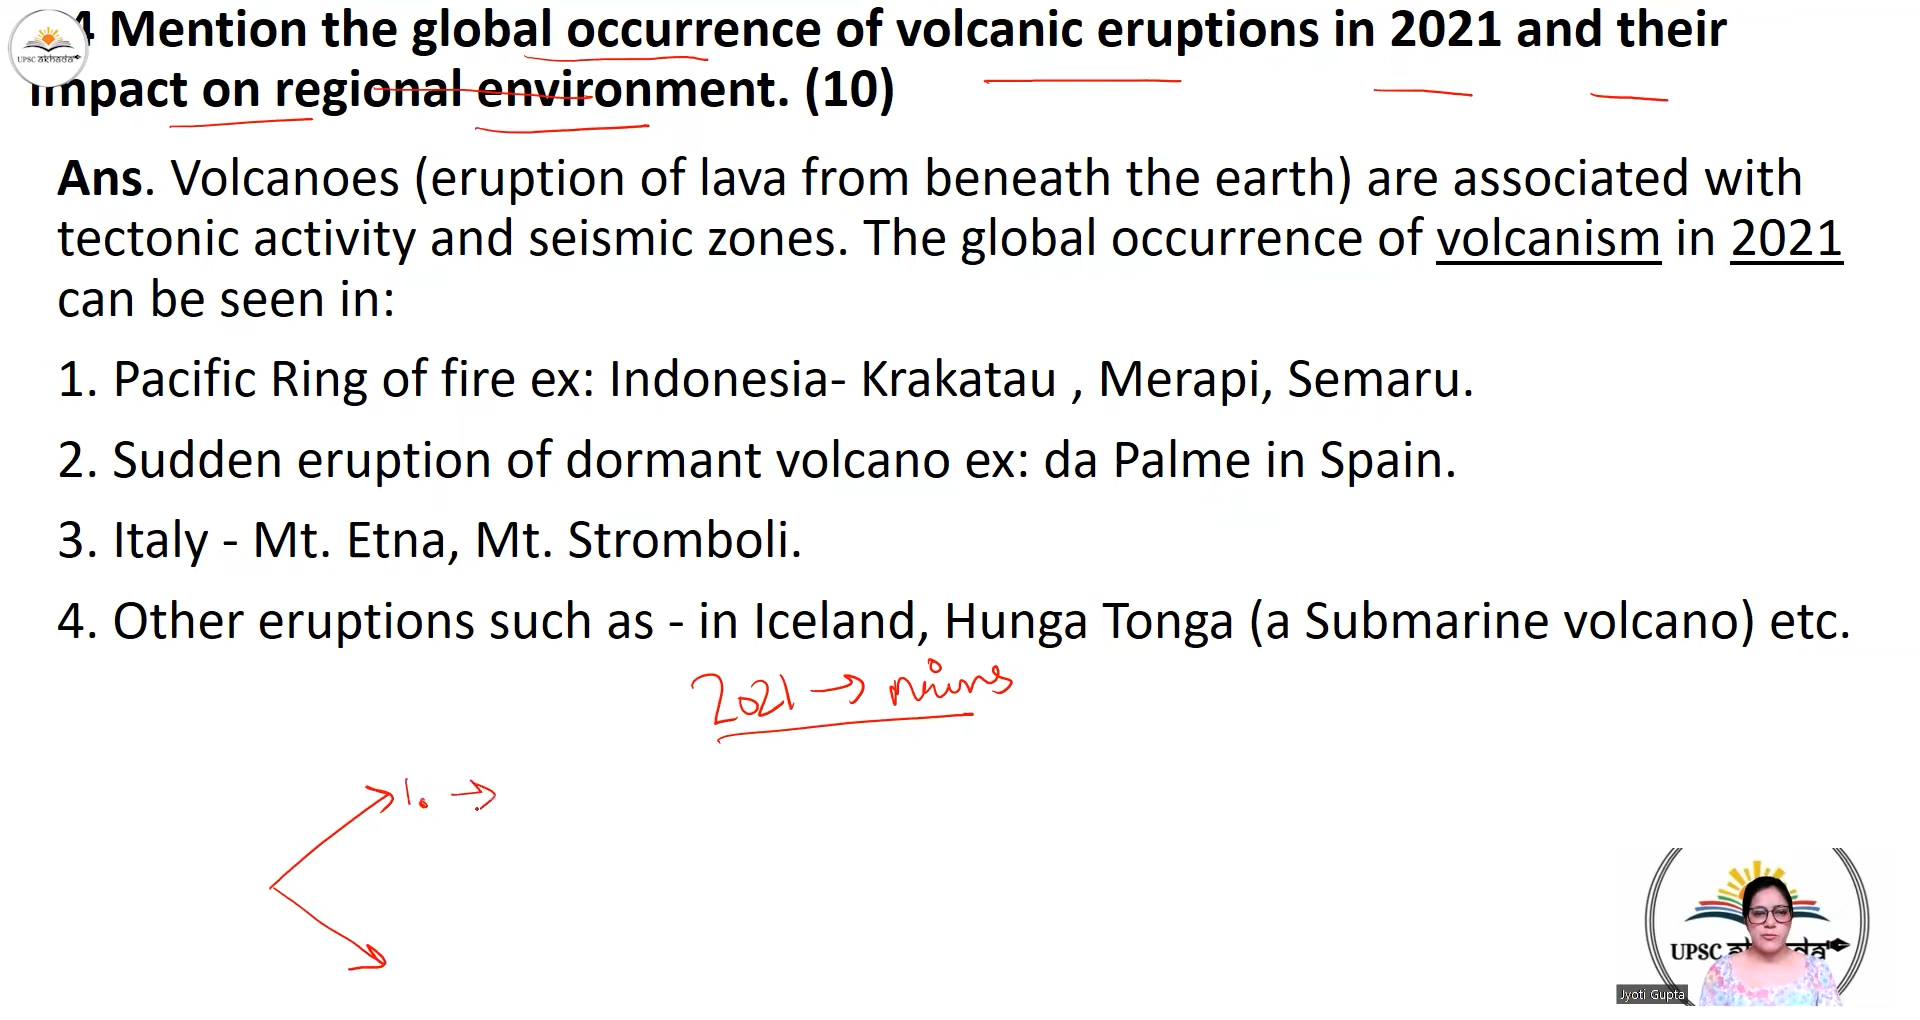 4 Mention the global occurrence of volcanic eruptions in 2021 and their
impact on regional environment. (10)
Ans. Volcanoes (eruption of lava from beneath the earth) are associated with
tectonic activity and seismic zones. The global occurrence of volcanism in 2021
can be seen in:
1. Pacific Ring of fire ex: Indonesia- Krakatau , Merapi, Semaru.
2. Sudden eruption of dormant volcano ex: da Palme in Spain.
3. Italy - Mt. Etna, Mt. Stromboli.
4. Other eruptions such as - in Iceland, Hunga Tonga (a Submarine volcano) etc.
2021 → mains
1. →
UPSC akhada
UPSC
Jyoti Gupta